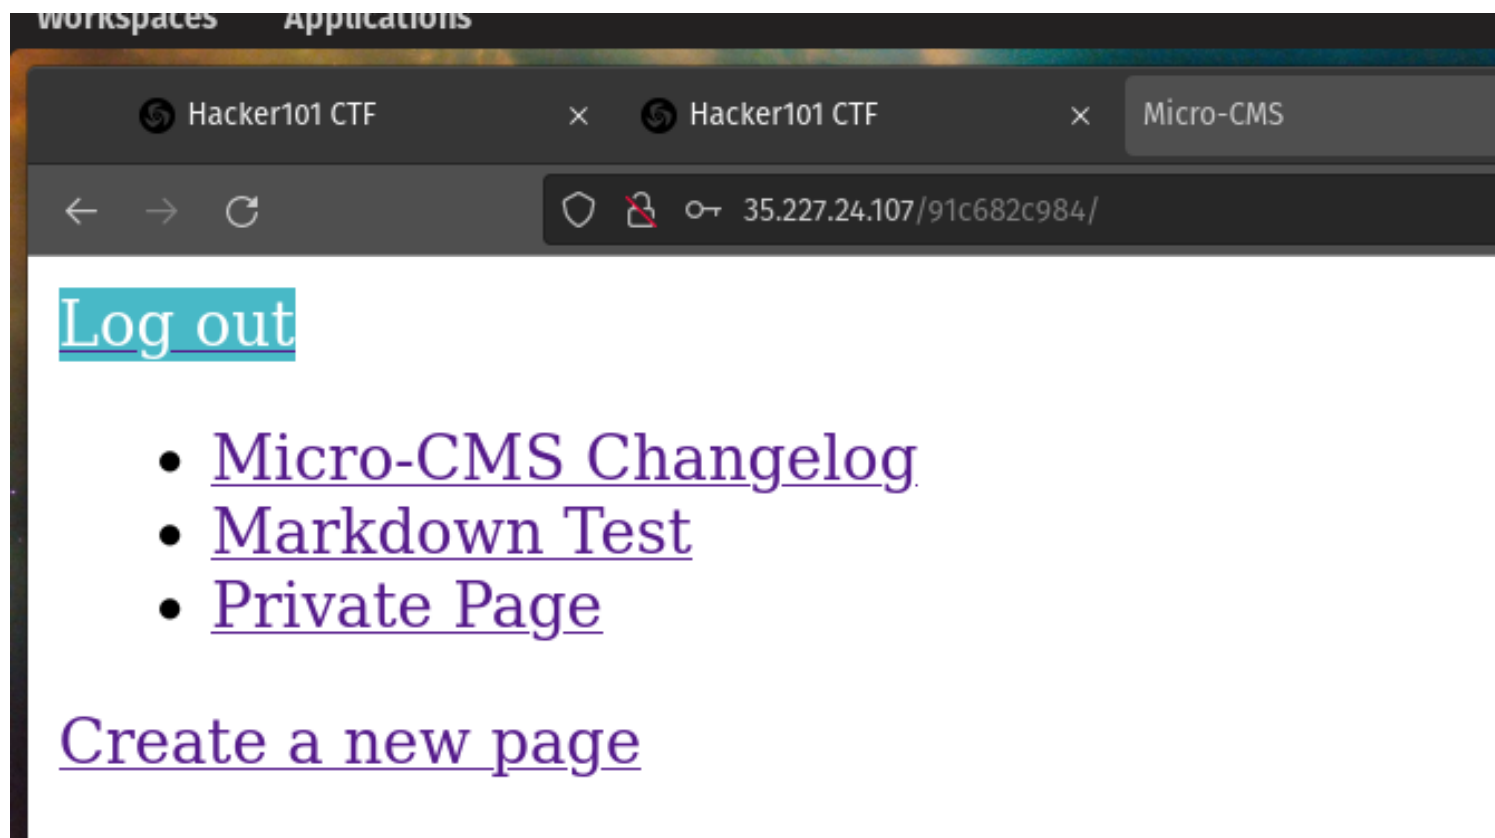 Workspaces Applications
Hacker101 CTF Hacker101 CTF Micro-CMS
35.227.24.107/91c682c984/
Log out
Micro-CMS Changelog
Markdown Test
Private Page
Create a new page